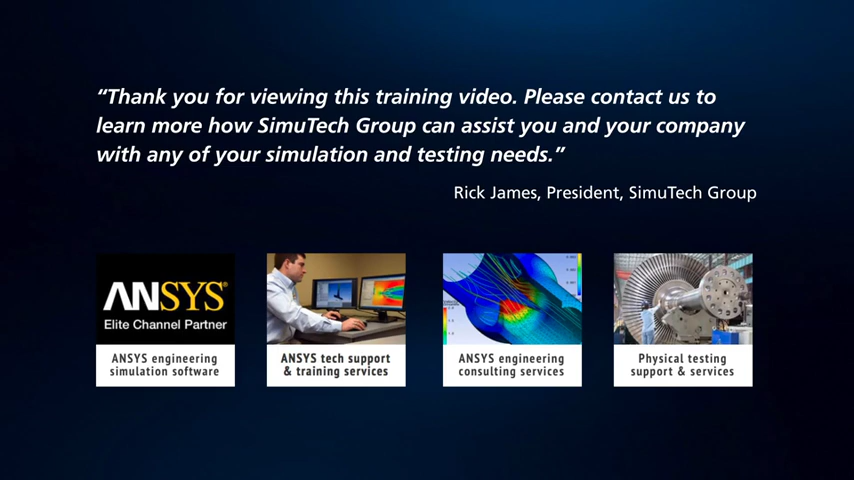 “Thank you for viewing this training video. Please contact us to
learn more how SimuTech Group can assist you and your company
with any of your simulation and testing needs.”
Rick James, President, SimuTech Group
ANSYS®
Elite Channel Partner
ANSYS engineering
simulation software
ANSYS tech support
& training services
ANSYS engineering
consulting services
Physical testing
support & services